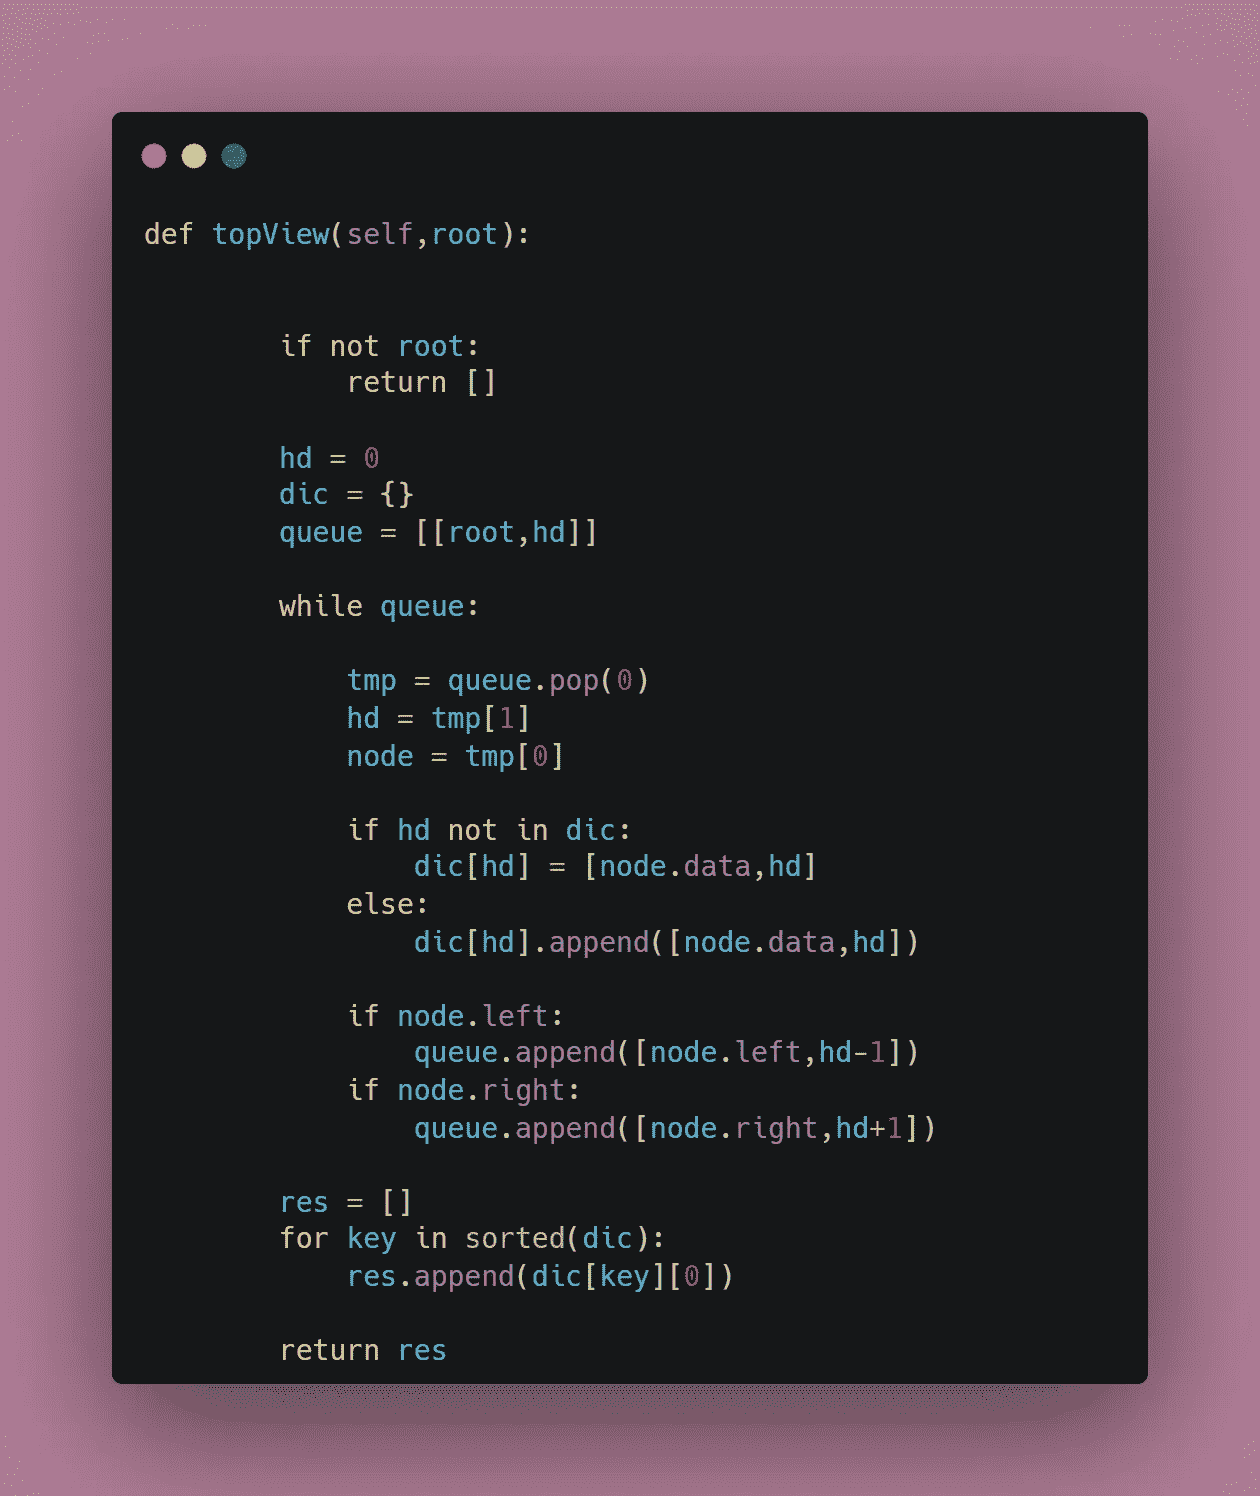 def topView(self,root):
if not root:
return []
hd = 0
dic = {}
queue = [[root,hd]]
while queue:
tmp = queue.pop(0)
hd = tmp[1]
node = tmp[0]
if hd not in dic:
dic[hd] = [node.data,hd]
else:
dic[hd].append([node.data,hd])
if node.left:
queue.append([node.left,hd-1])
if node.right:
queue.append([node.right,hd+1])
res = []
for key in sorted(dic):
res.append(dic[key][0])
return res